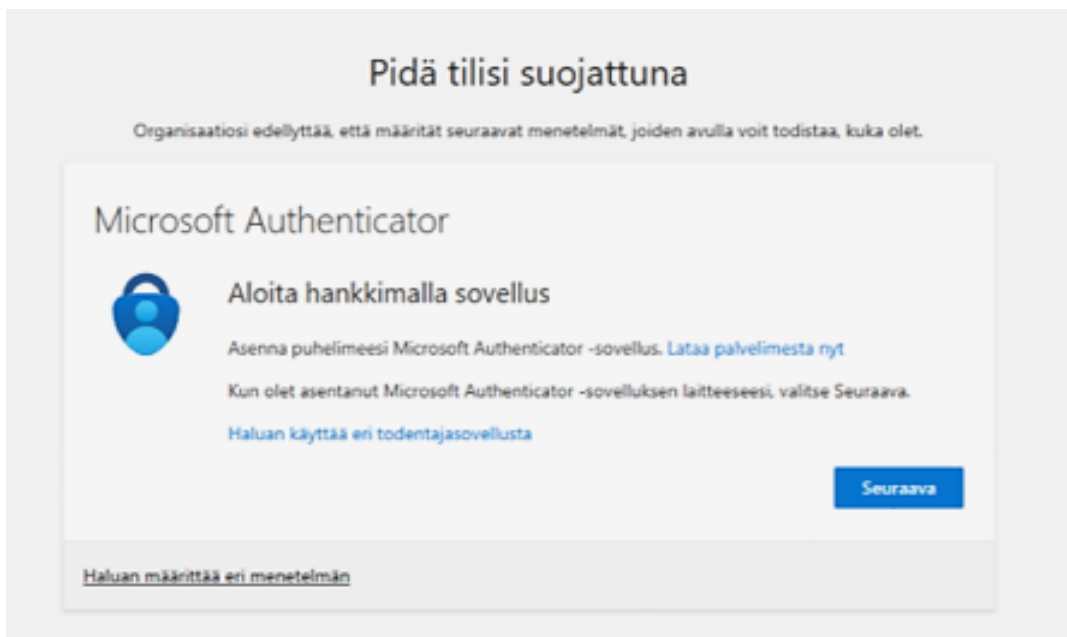 Pidä tilisi suojattuna
Organisaatiosi edellyttää, että määrität seuraavat menetelmät, joiden avulla voit todistaa, kuka olet.
Microsoft Authenticator
Aloita hankkimalla sovellus
Asenna puhelimeesi Microsoft Authenticator -sovellus. Lataa palvelimesta nyt
Kun olet asentanut Microsoft Authenticator -sovelluksen laitteeseesi, valitse Seuraava.
Haluan käyttää eri todentajasovellusta
Seuraava
Haluan määrittää eri menetelmän